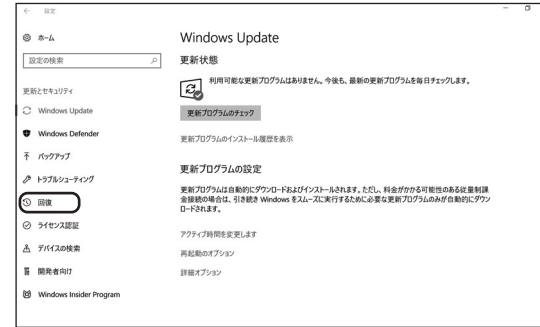 設定
ホーム
設定の検索
更新とセキュリティ
Windows Update
Windows Defender
バックアップ
トラブルシューティング
回復
ライセンス認証
デバイスの検索
開発者向け
Windows Insider Program
Windows Update
更新状態
利用可能な更新プログラムはありません。今後も、最新の更新プログラムを毎日チェックします。
更新プログラムのチェック
更新プログラムのインストール履歴を表示
更新プログラムの設定
更新プログラムは自動的にダウンロードおよびインストールされます。ただし、料金がかかる可能性のある従量制課
金接続の場合は、引き続き Windows をスムーズに実行するために必要な更新プログラムのみが自動的にダウン
ロードされます。
アクティブ時間を変更します
再起動のオプション
詳細オプション